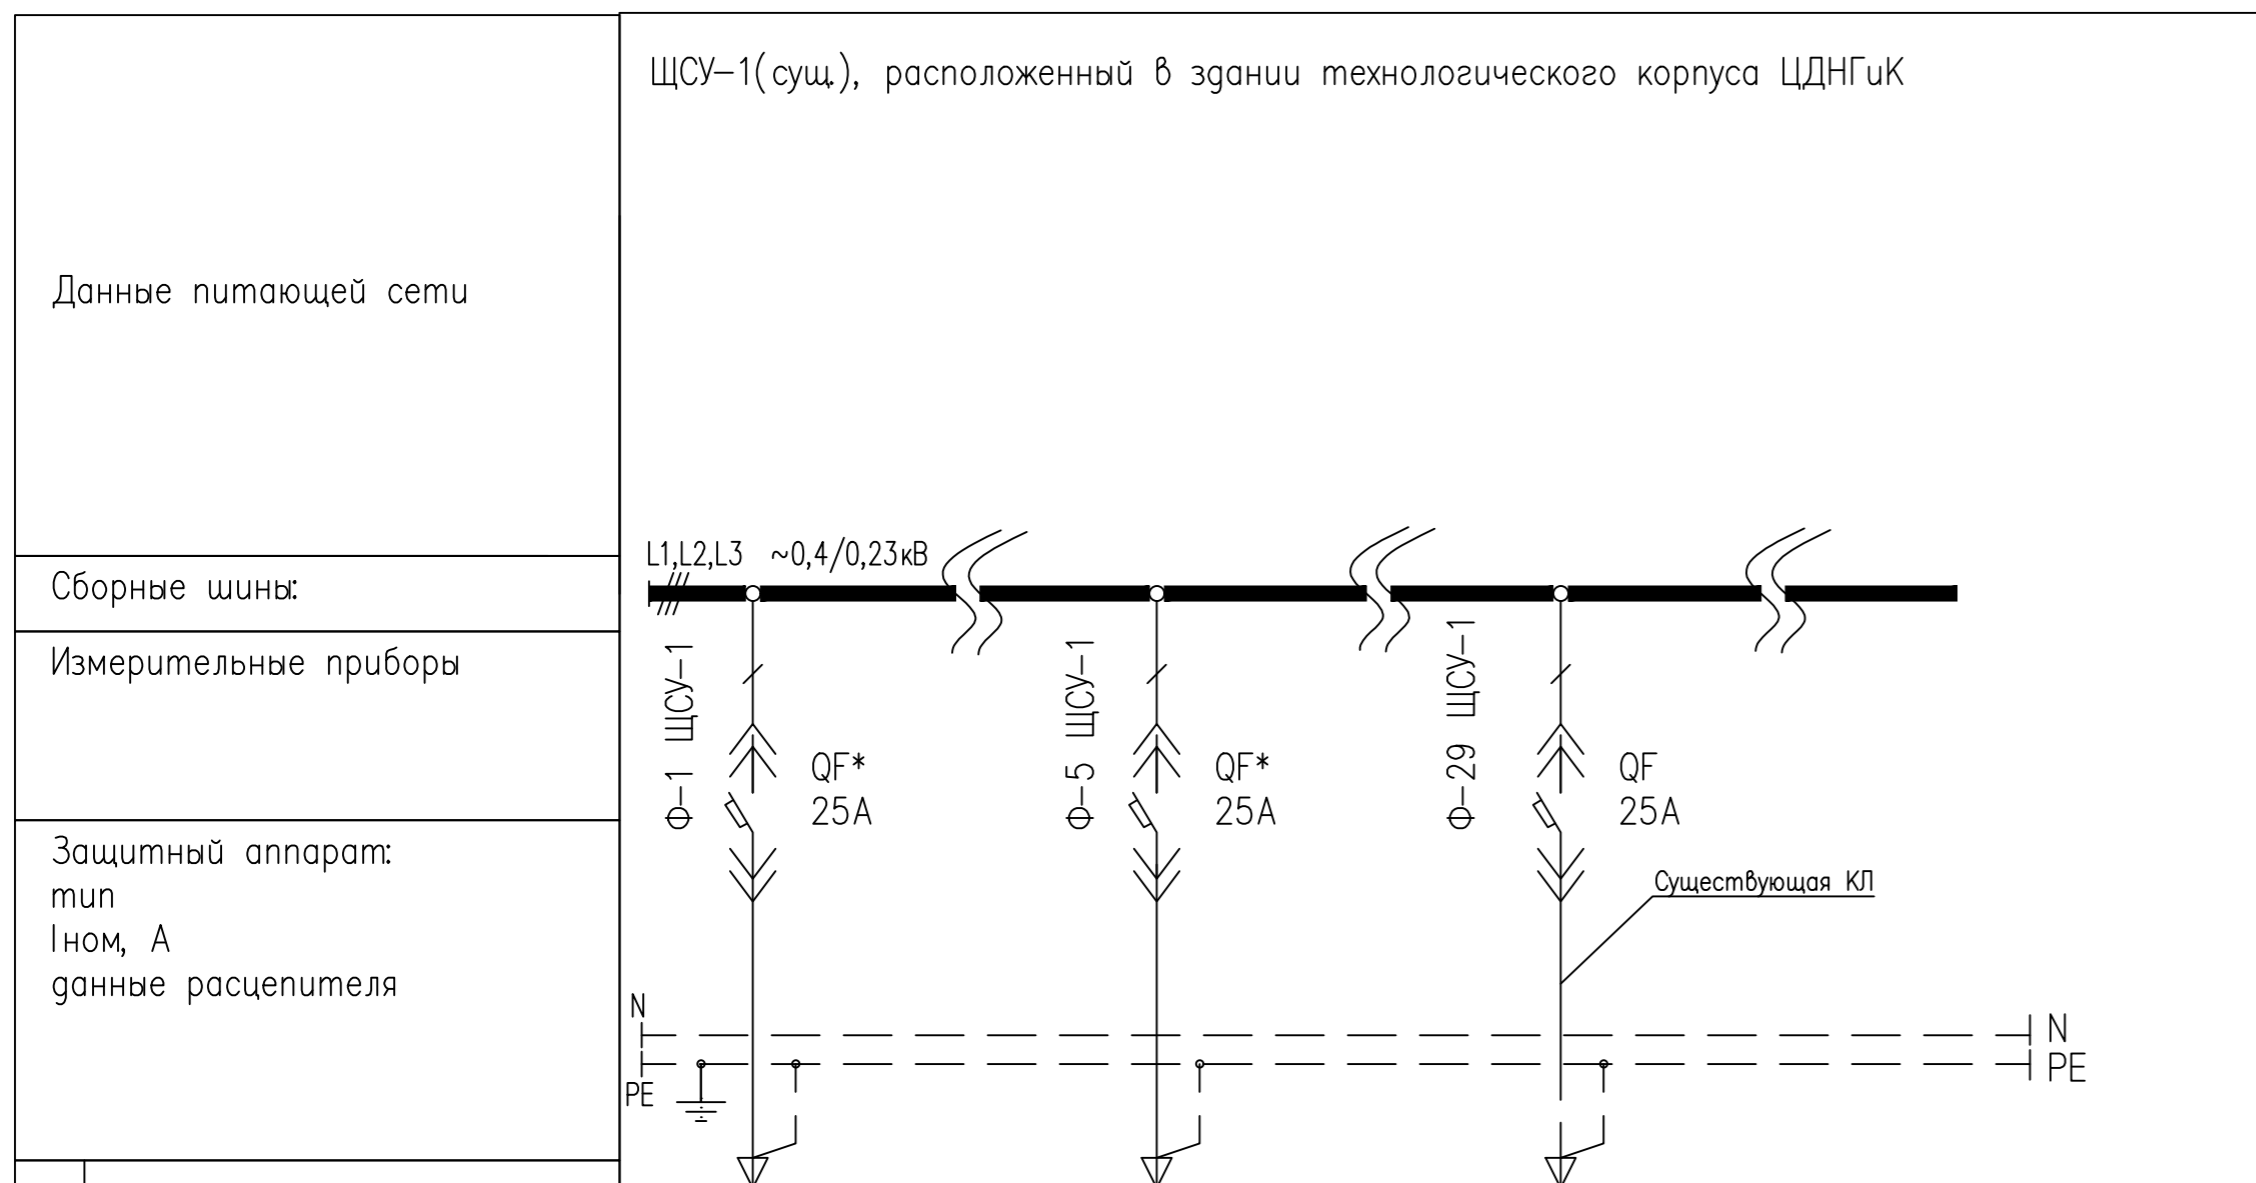 ЩСУ-1(сущ.), расположенный в здании технологического корпуса ЦДНГиК
Данные питающей сети
L1,L2,L3 ~0,4/0,23кВ
Сборные шины:
Измерительные приборы
Ф-1 ЩСУ-1
QF*
25А
Ф-5 ЩСУ-1
QF*
25А
Ф-29 ЩСУ-1
QF
25А
Защитный аппарат:
тип
Iном, А
данные расцепителя
Существующая КЛ
N
PE
N
PE